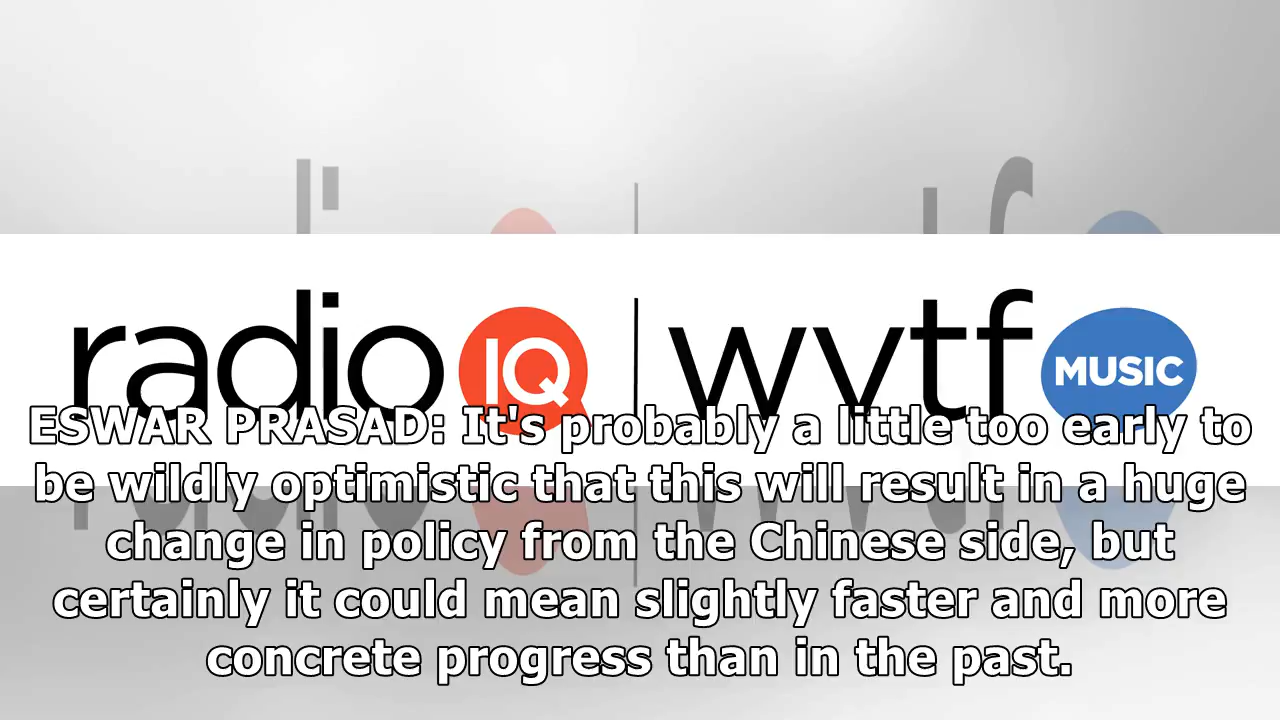 radio IQ | wvtf MUSIC
ESWAR PRASAD: It's probably a little too early to
be wildly optimistic that this will result in a huge
change in policy from the Chinese side, but
certainly it could mean slightly faster and more
concrete progress than in the past.